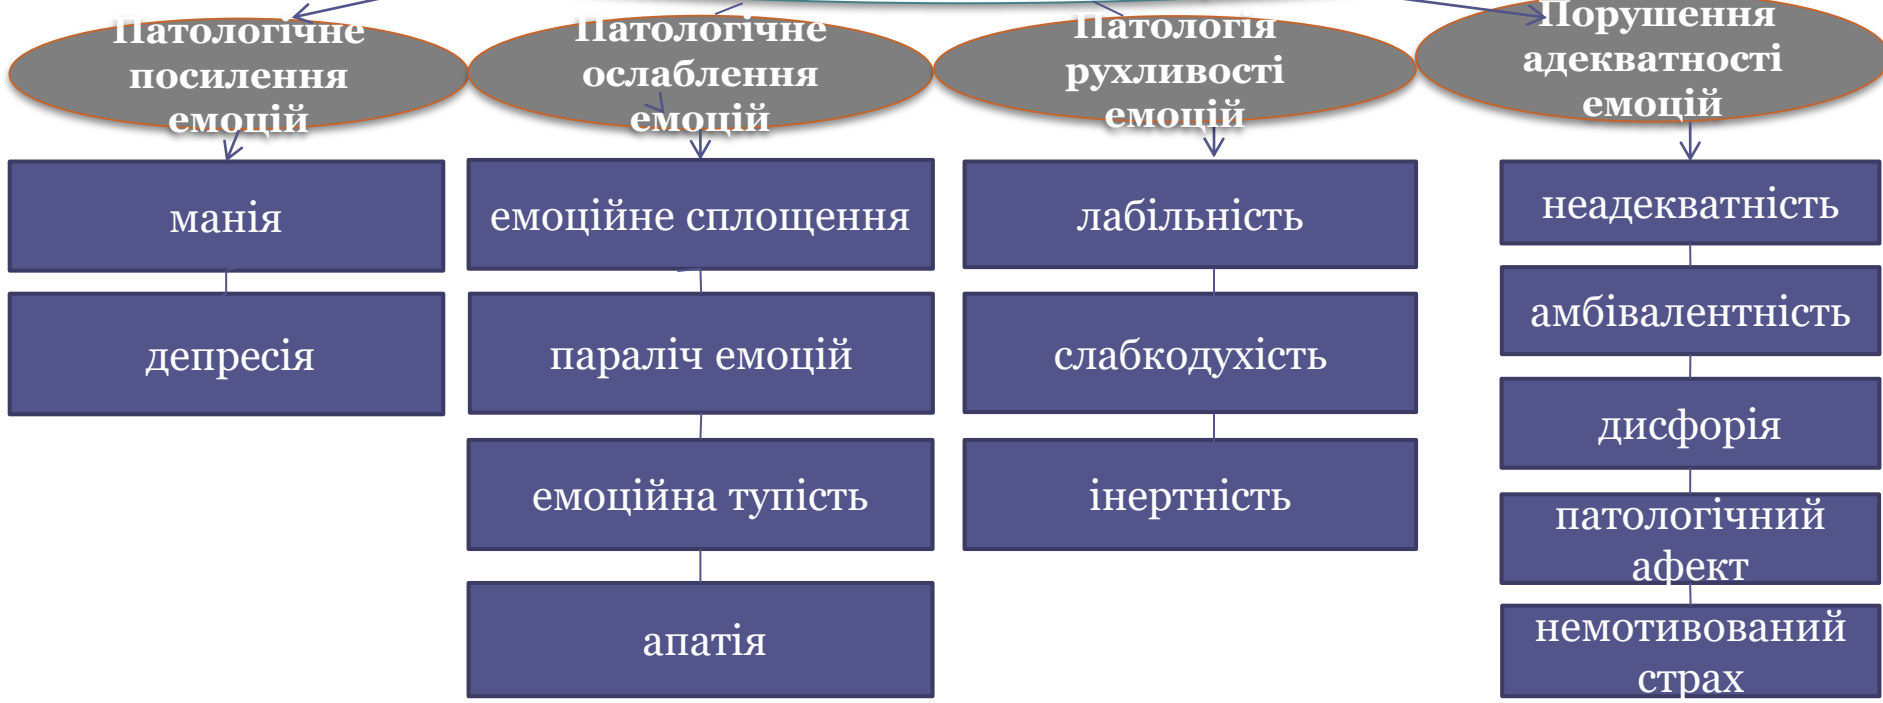 Патологічне
посилення
емоцій
Патологічне
ослаблення
емоцій
Патологія
рухливості
емоцій
Порушення
адекватності
емоцій
манія
депресія
емоційне сплощення
параліч емоцій
емоційна тупість
апатія
лабільність
слабкодухість
інертність
неадекватність
амбівалентність
дисфорія
патологічний
афект
немотивований
страх